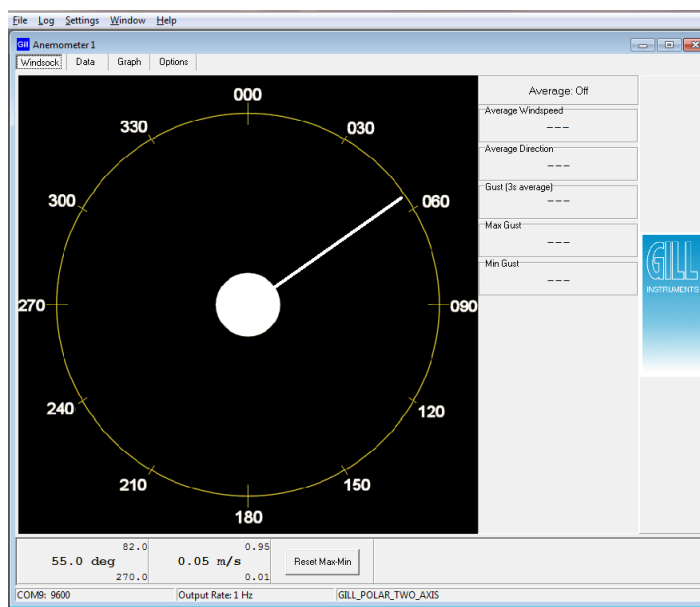 File Log Settings Window Help
Gill Anemometer 1
Windsock Data Graph Options
000
330 030
300 060
270 090
240 120
210 150
180
Average: Off
Average Windspeed
---
Average Direction
---
Gust (3s average)
---
Max Gust
---
Min Gust
---
GILL
INSTRUMENTS
82.0 0.95
55.0 deg 0.05 m/s Reset Max-Min
270.0 0.01
COM9: 9600 Output Rate: 1 Hz GILL_POLAR_TWO_AXIS